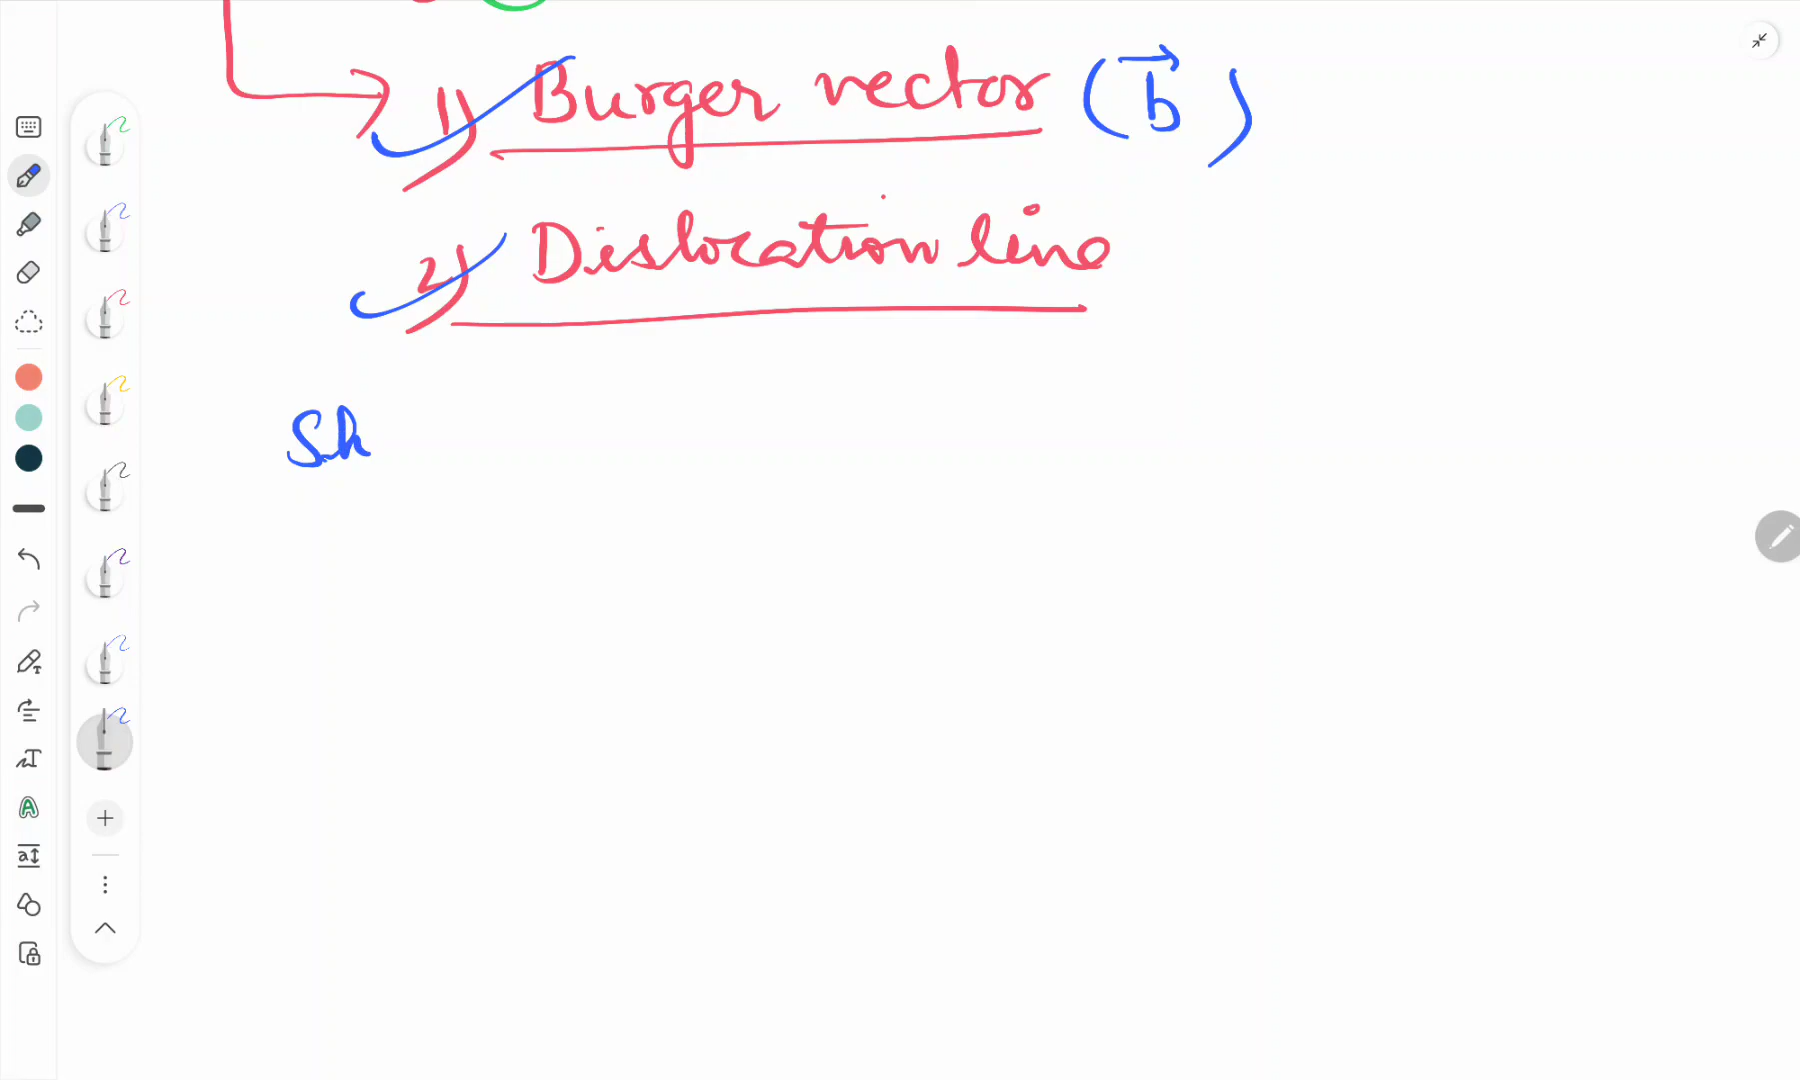 1) Burger vector (b⃗)
2) Dislocation line
Sh